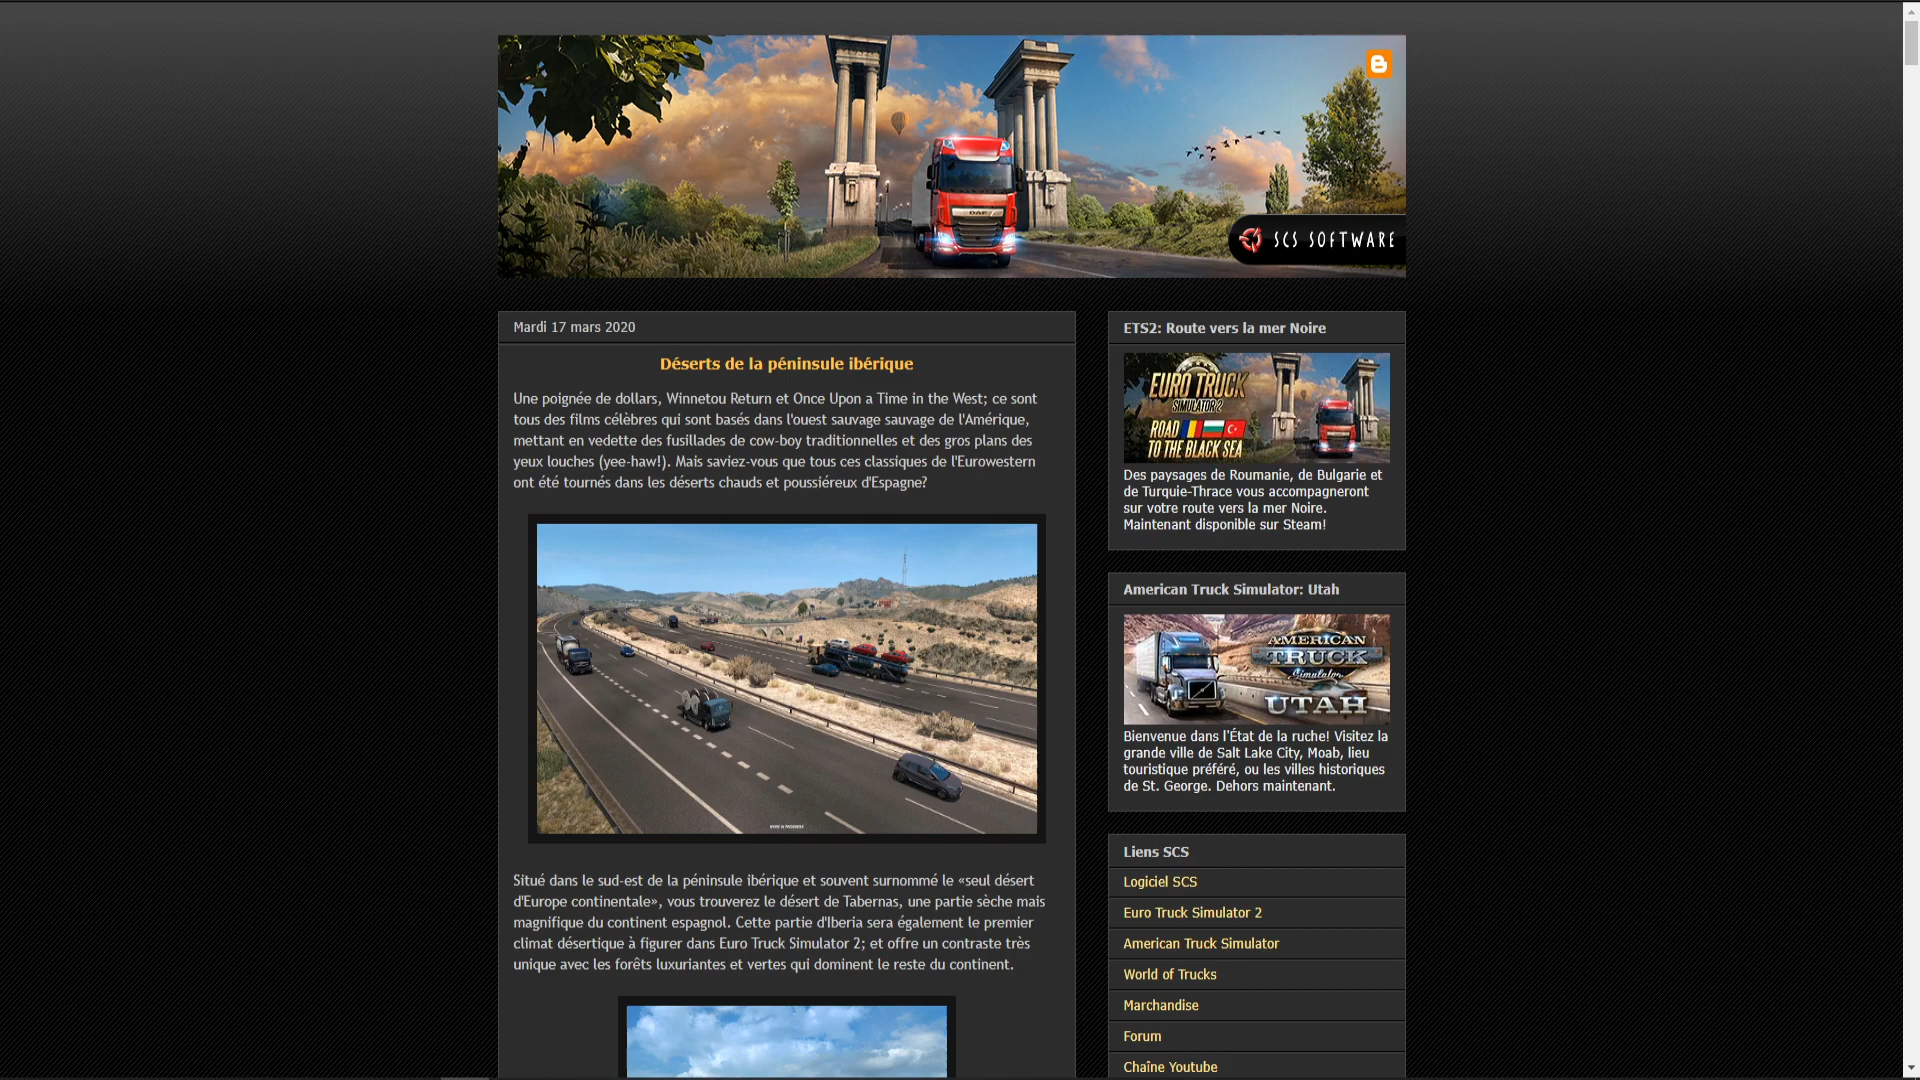 SCS SOFTWARE
Mardi 17 mars 2020
Déserts de la péninsule ibérique
Une poignée de dollars, Winnetou Return et Once Upon a Time in the West; ce sont
tous des films célèbres qui sont basés dans l'ouest sauvage sauvage de l'Amérique,
mettant en vedette des fusillades de cow-boy traditionnelles et des gros plans des
yeux louches (yee-haw!). Mais saviez-vous que tous ces classiques de l'Eurowestern
ont été tournés dans les déserts chauds et poussiéreux d'Espagne?
WORK IN PROGRESS
Situé dans le sud-est de la péninsule ibérique et souvent surnommé le «seul désert
d'Europe continentale», vous trouverez le désert de Tabernas, une partie sèche mais
magnifique du continent espagnol. Cette partie d'Iberia sera également le premier
climat désertique à figurer dans Euro Truck Simulator 2; et offre un contraste très
unique avec les forêts luxuriantes et vertes qui dominent le reste du continent.
ETS2: Route vers la mer Noire
EURO TRUCK
SIMULATOR 2
ROAD
TO THE BLACK SEA
Des paysages de Roumanie, de Bulgarie et
de Turquie-Thrace vous accompagneront
sur votre route vers la mer Noire.
Maintenant disponible sur Steam!
American Truck Simulator: Utah
AMERICAN
TRUCK
Simulator
UTAH
Bienvenue dans l'État de la ruche! Visitez la
grande ville de Salt Lake City, Moab, lieu
touristique préféré, ou les villes historiques
de St. George. Dehors maintenant.
Liens SCS
Logiciel SCS
Euro Truck Simulator 2
American Truck Simulator
World of Trucks
Marchandise
Forum
Chaîne Youtube